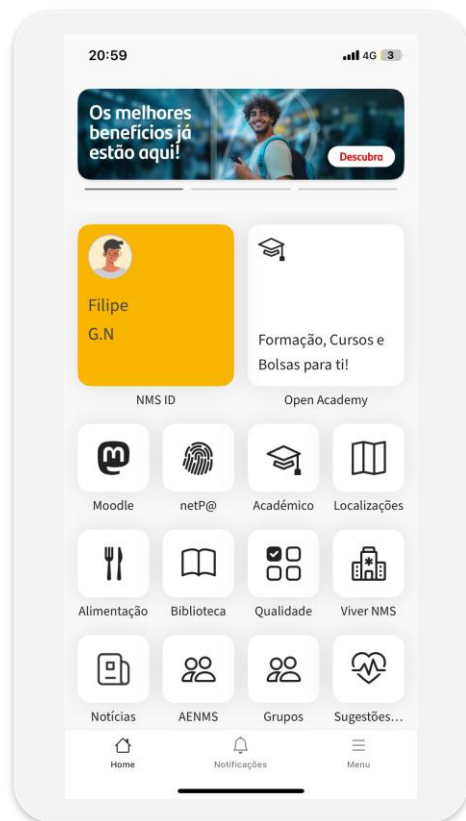 20:59
4G 3
Os melhores
benefícios já
estão aqui!
Descubra
Filipe
G.N
Formação, Cursos e
Bolsas para ti!
NMS ID
Open Academy
Moodle
netP@
Académico
Localizações
Alimentação
Biblioteca
Qualidade
Viver NMS
Notícias
AENMS
Grupos
Sugestões...
Home
Notificações
Menu